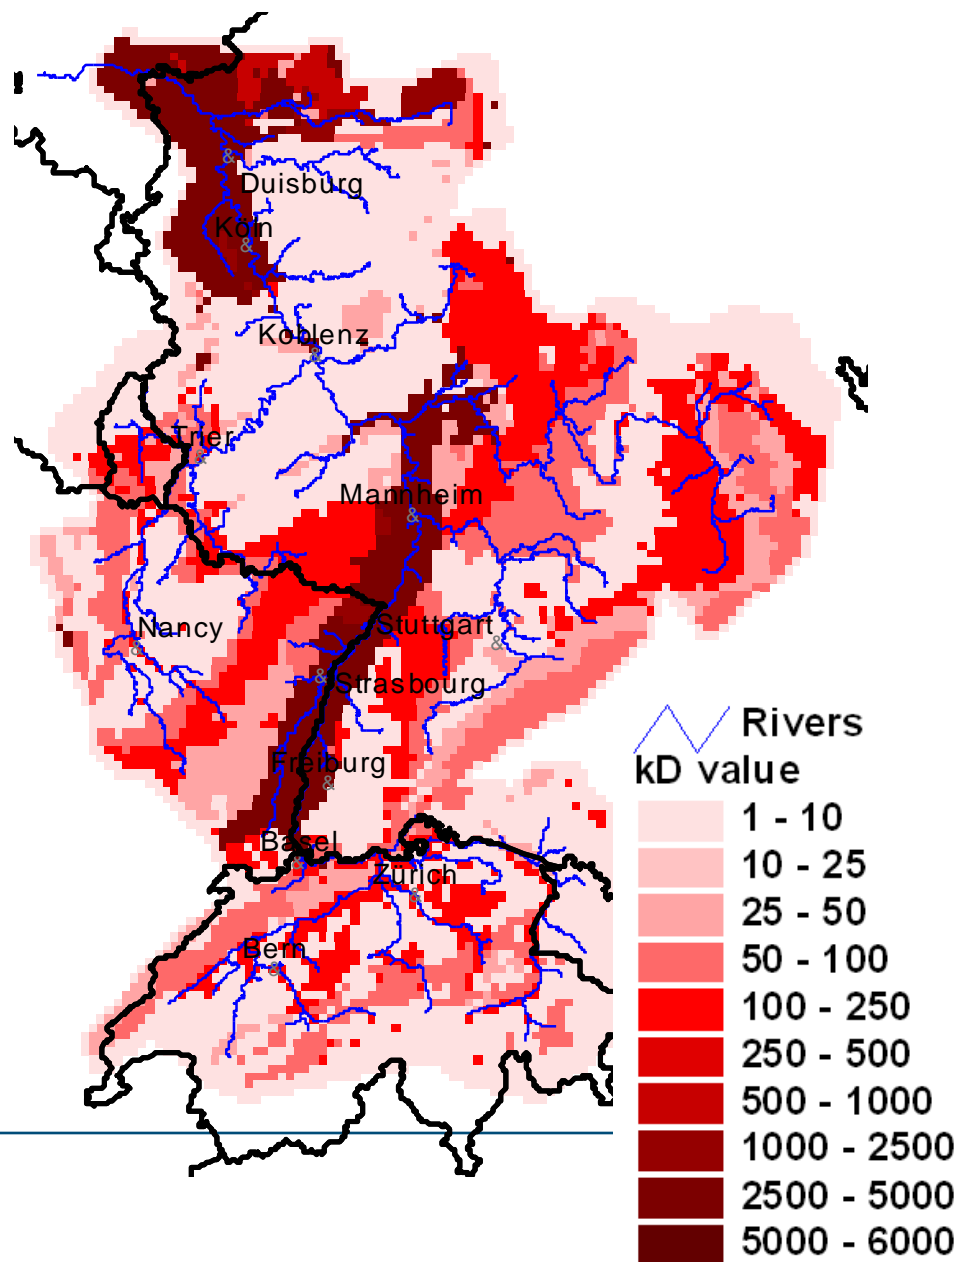 &
Duisburg
Köln
&
Koblenz
&
Trier
&
Mannheim
&
Nancy
&
Stuttgart
&
&
Strasbourg
Freiburg
&
Basel
&
Zürich
&
Bern
&
Rivers
kD value
1 - 10
10 - 25
25 - 50
50 - 100
100 - 250
250 - 500
500 - 1000
1000 - 2500
2500 - 5000
5000 - 6000